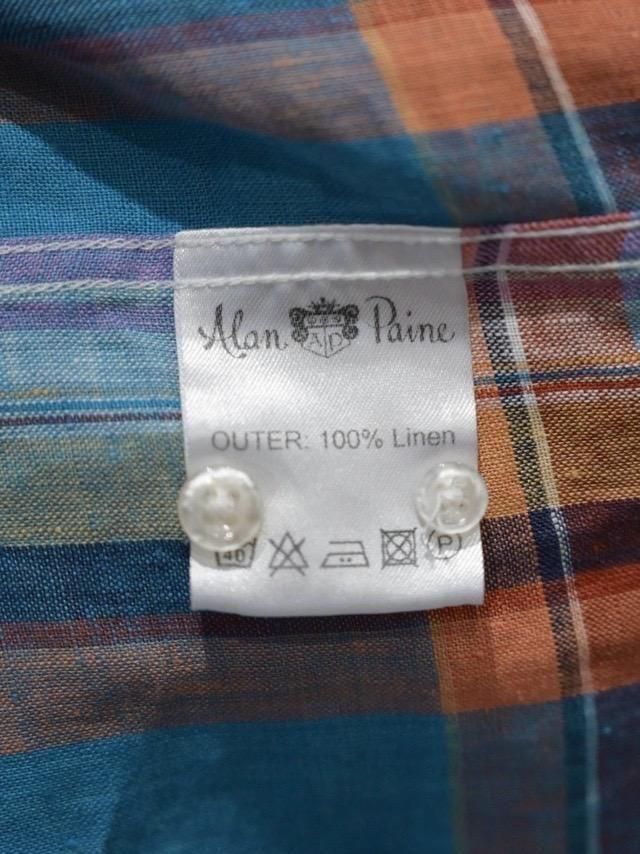 Alan AP Paine
OUTER: 100% Linen
40 P